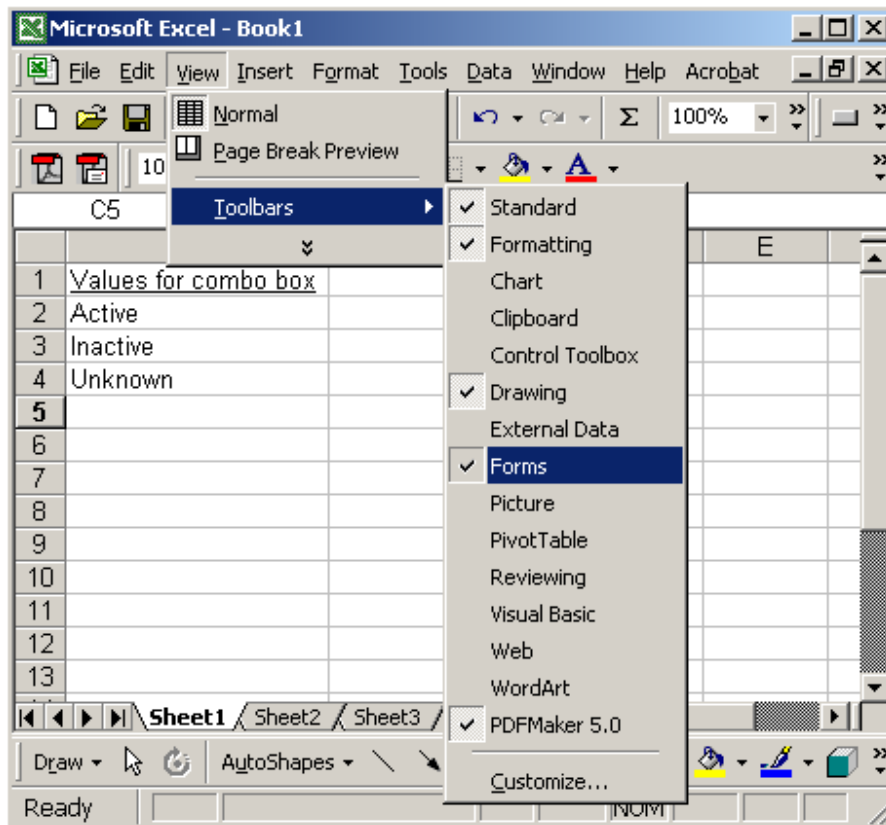 Microsoft Excel - Book1
File Edit View Insert Format Tools Data Window Help Acrobat
Normal
100%
Page Break Preview
10
A
C5
Toolbars
Standard
E
Formatting
1 Values for combo box
Chart
2 Active
Clipboard
3 Inactive
Control Toolbox
4 Unknown
Drawing
5
External Data
6
Forms
7
Picture
8
PivotTable
9
Reviewing
10
Visual Basic
11
Web
12
WordArt
13
Sheet1 Sheet2 Sheet3
PDFMaker 5.0
Draw AutoShapes
Customize...
Ready NUM